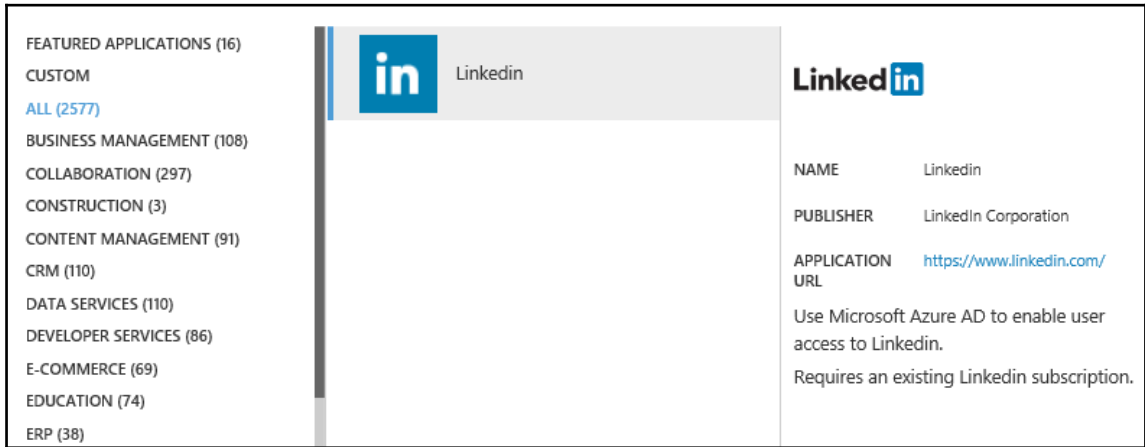 FEATURED APPLICATIONS (16)
CUSTOM
ALL (2577)
BUSINESS MANAGEMENT (108)
COLLABORATION (297)
CONSTRUCTION (3)
CONTENT MANAGEMENT (91)
CRM (110)
DATA SERVICES (110)
DEVELOPER SERVICES (86)
E-COMMERCE (69)
EDUCATION (74)
ERP (38)
in
Linkedin
Linked in
NAME Linkedin
PUBLISHER LinkedIn Corporation
APPLICATION https://www.linkedin.com/
URL
Use Microsoft Azure AD to enable user
access to Linkedin.
Requires an existing Linkedin subscription.